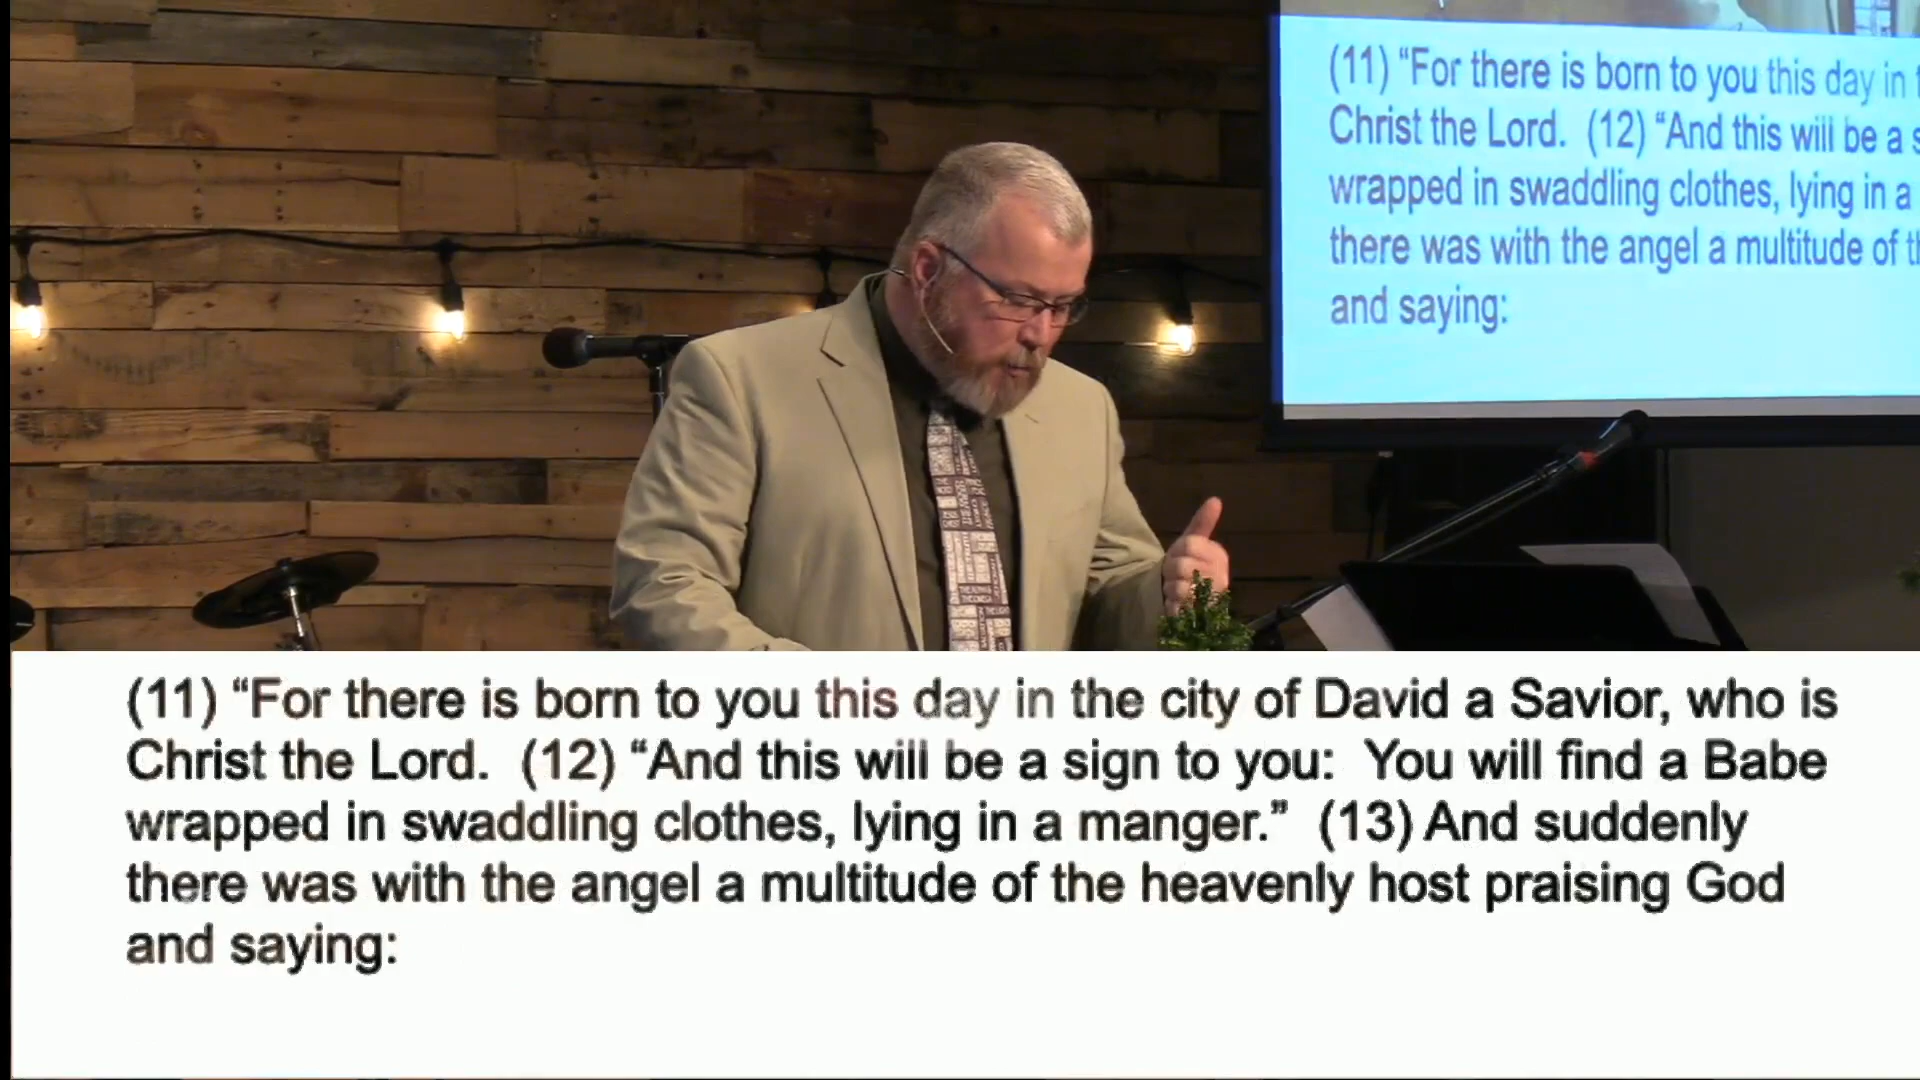 (11) “For there is born to you this day in
Christ the Lord.  (12) “And this will be a
wrapped in swaddling clothes, lying in a
there was with the angel a multitude of
and saying:
(11) “For there is born to you this day in the city of David a Savior, who is
Christ the Lord.  (12) “And this will be a sign to you:  You will find a Babe
wrapped in swaddling clothes, lying in a manger.”  (13) And suddenly
there was with the angel a multitude of the heavenly host praising God
and saying: